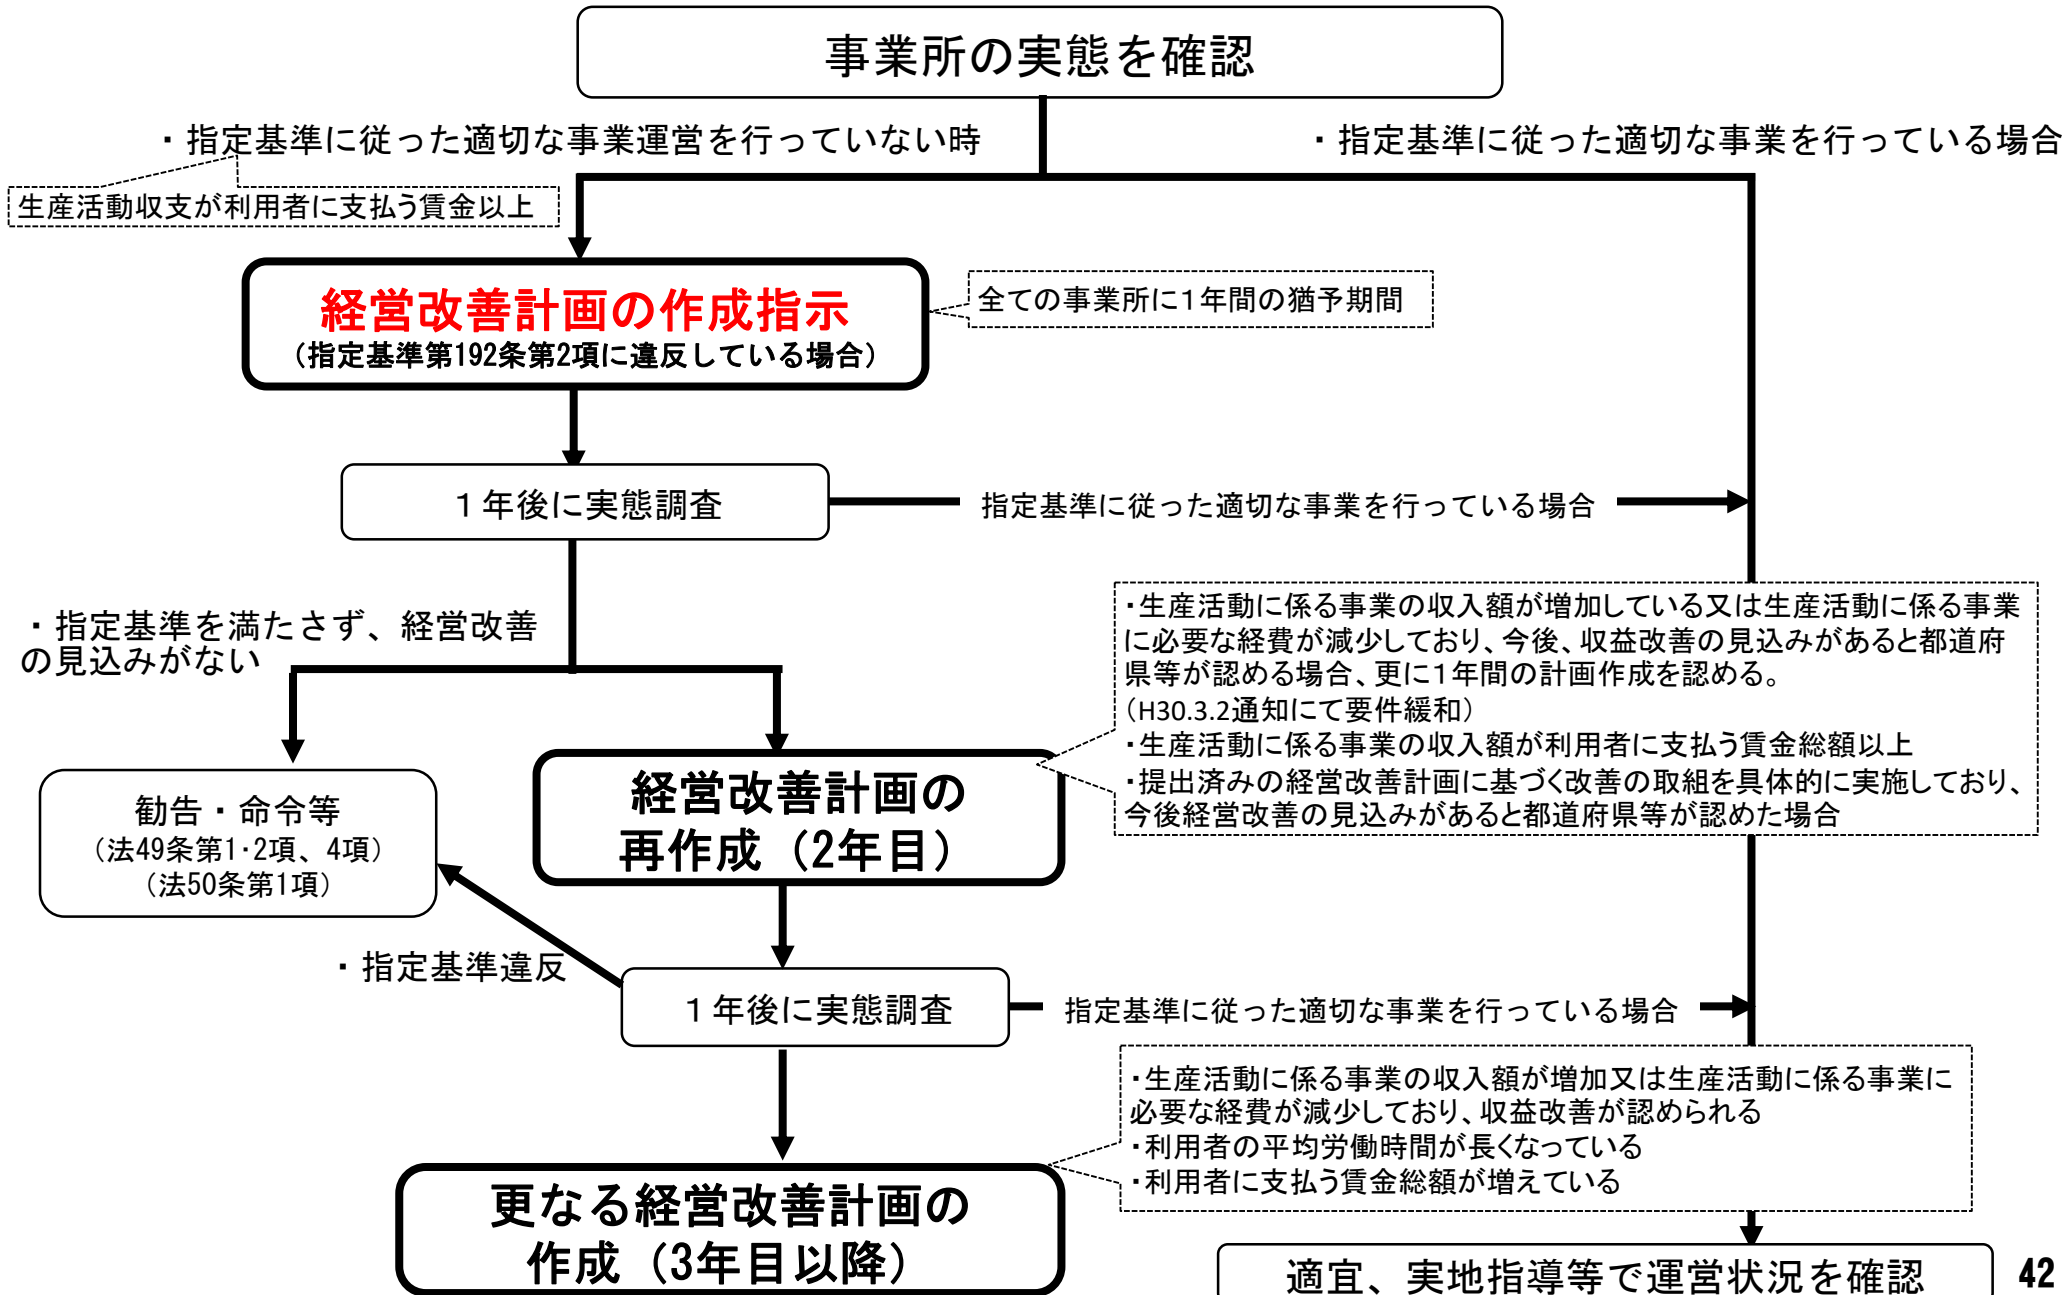 事業所の実態を確認
・指定基準に従った適切な事業運営を行っていない時
・指定基準に従った適切な事業を行っている場合
生産活動収支が利用者に支払う賃金以上
経営改善計画の作成指示
（指定基準第192条第2項に違反している場合）
全ての事業所に１年間の猶予期間
１年後に実態調査
指定基準に従った適切な事業を行っている場合
・指定基準を満たさず、経営改善
の見込みがない
・生産活動に係る事業の収入額が増加している又は生産活動に係る事業
に必要な経費が減少しており、今後、収益改善の見込みがあると都道府
県等が認める場合、更に１年間の計画作成を認める。
（H30.3.2通知にて要件緩和）
・生産活動に係る事業の収入額が利用者に支払う賃金総額以上
・提出済みの経営改善計画に基づく改善の取組を具体的に実施しており、
今後経営改善の見込みがあると都道府県等が認めた場合
勧告・命令等
（法49条第1･2項、4項）
（法50条第1項）
経営改善計画の
再作成（2年目）
・指定基準違反
１年後に実態調査
指定基準に従った適切な事業を行っている場合
・生産活動に係る事業の収入額が増加又は生産活動に係る事業に
必要な経費が減少しており、収益改善が認められる
・利用者の平均労働時間が長くなっている
・利用者に支払う賃金総額が増えている
更なる経営改善計画の
作成（3年目以降）
適宜、実地指導等で運営状況を確認
42